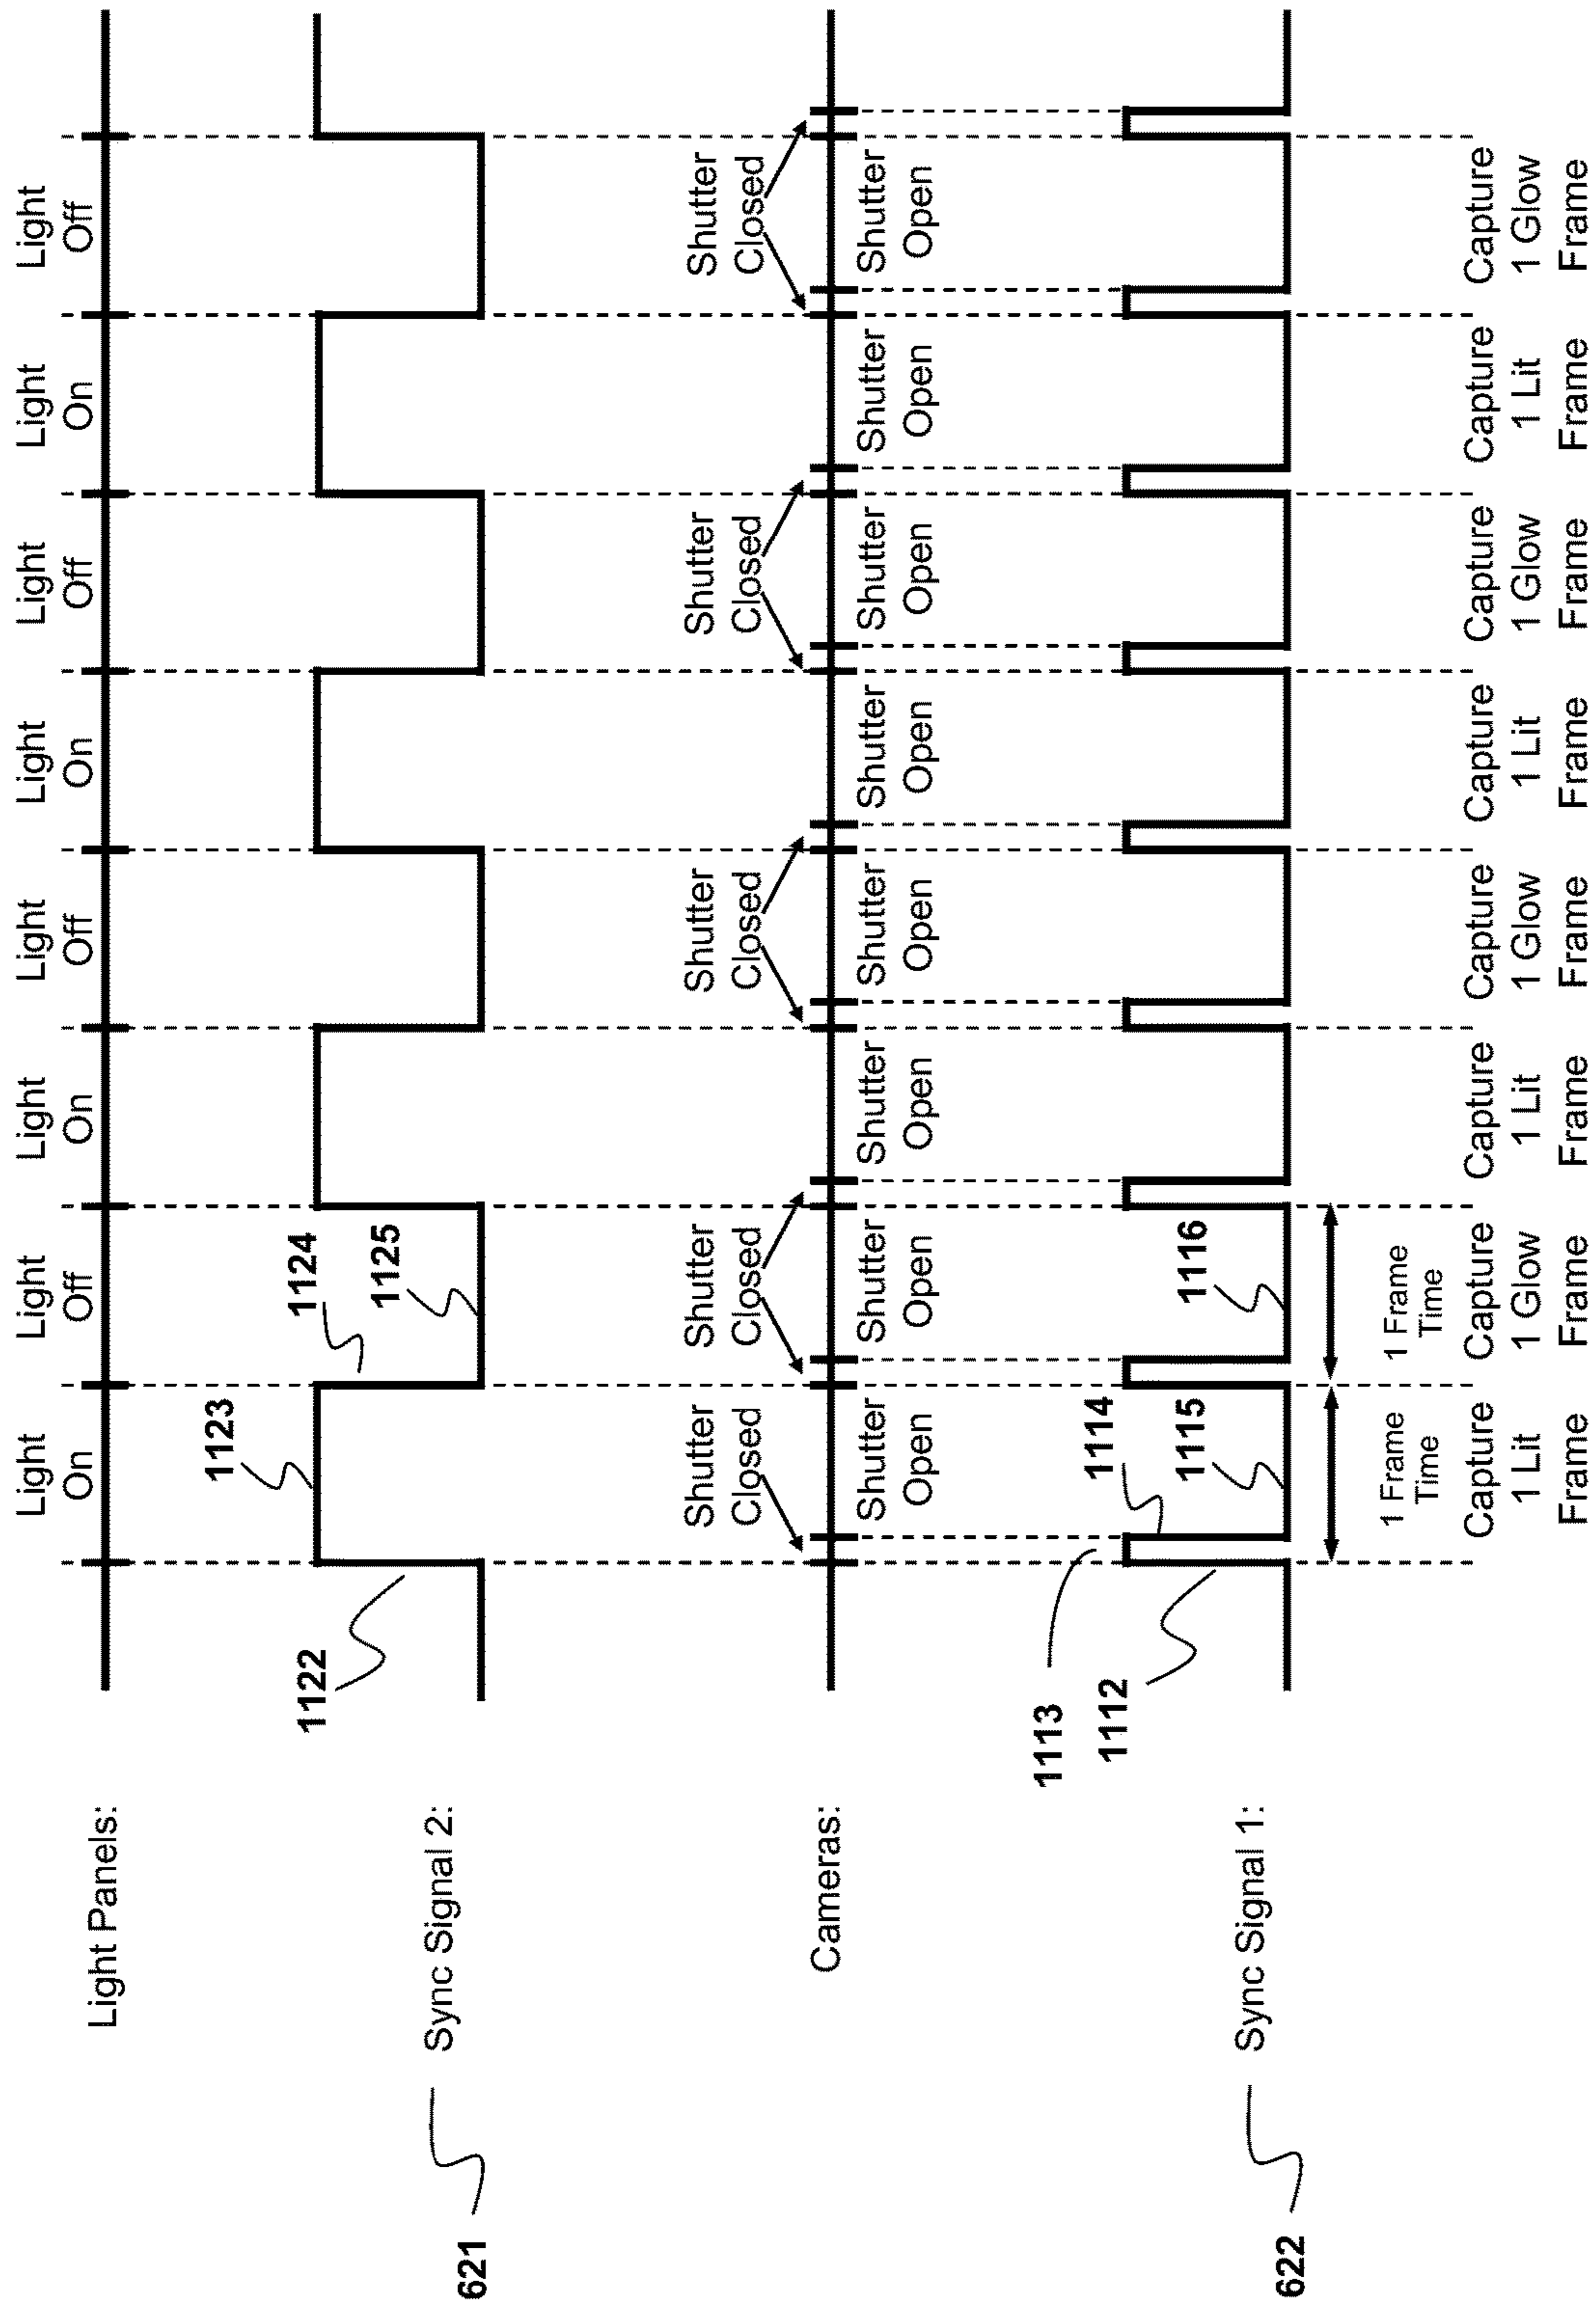 Light Panels:
Light
On
Light
Off
Light
On
Light
Off
Light
On
Light
Off
Light
On
Light
Off
621
Sync Signal 2:
1122
1123
1124
1125
Cameras:
Shutter
Closed
Shutter
Closed
Shutter
Closed
Shutter
Closed
Shutter
Closed
Shutter
Open
Shutter
Open
Shutter
Open
Shutter
Open
Shutter
Open
Shutter
Open
Shutter
Open
Shutter
Open
622
Sync Signal 1:
1113
1112
1114
1115
1116
1 Frame
Time
1 Frame
Time
Capture
1 Lit
Frame
Capture
1 Glow
Frame
Capture
1 Lit
Frame
Capture
1 Glow
Frame
Capture
1 Lit
Frame
Capture
1 Glow
Frame
Capture
1 Lit
Frame
Capture
1 Glow
Frame